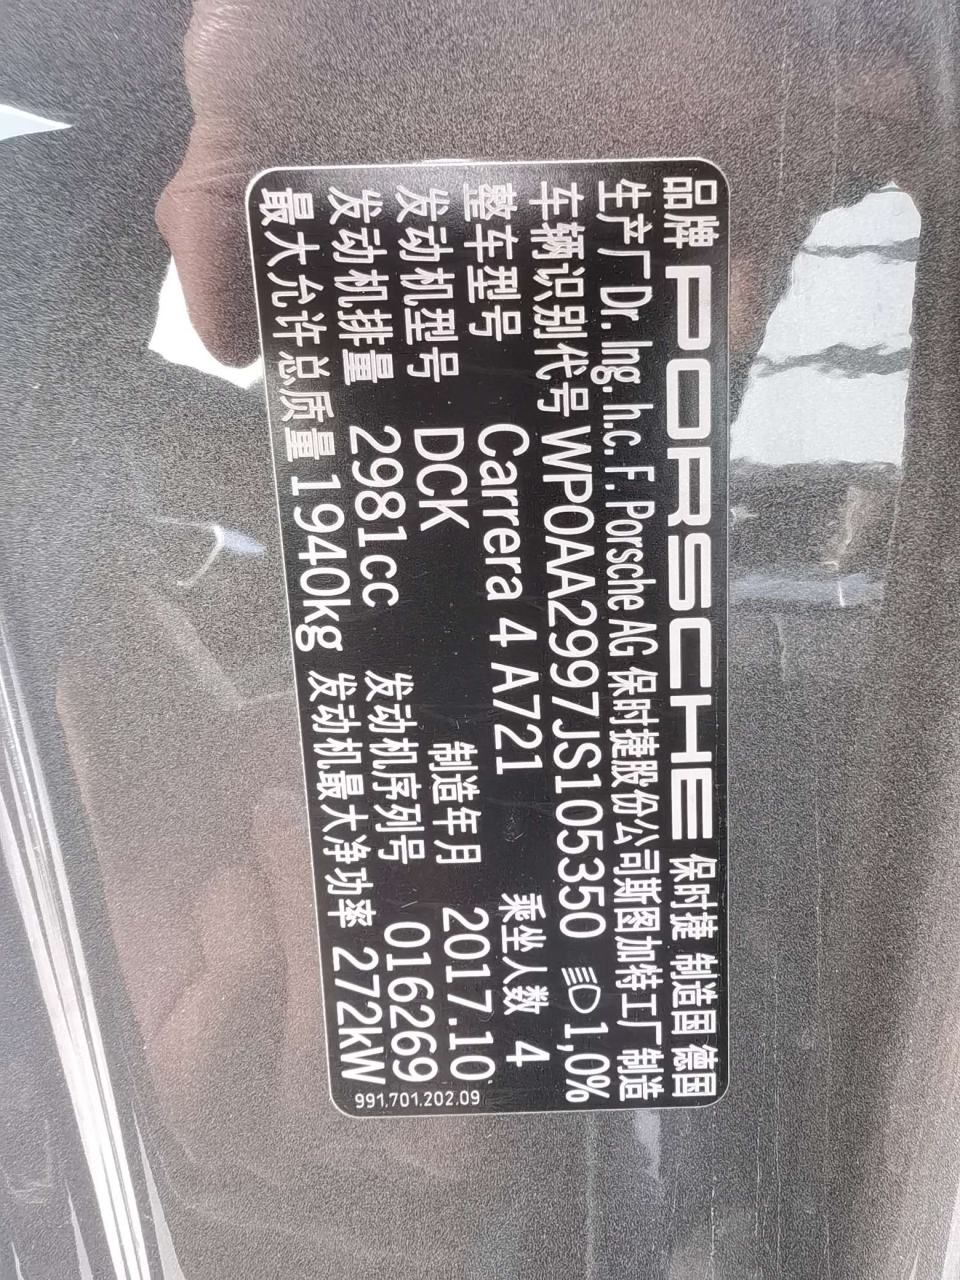 品牌 PORSCHE 保时捷 制造国 德国
生产厂 Dr. Ing. h.c. F. Porsche AG 保时捷股份公司斯图加特工厂 制造
车辆识别代号 WP0AA2997JS105350 1,0%
整车型号 Carrera 4 A721 乘坐人数 4
发动机型号 DCK 制造年月 2017.10
发动机排量 2981cc 发动机序列号 016269
最大允许总质量 1940kg 发动机最大净功率 272kW
991.701.202.09